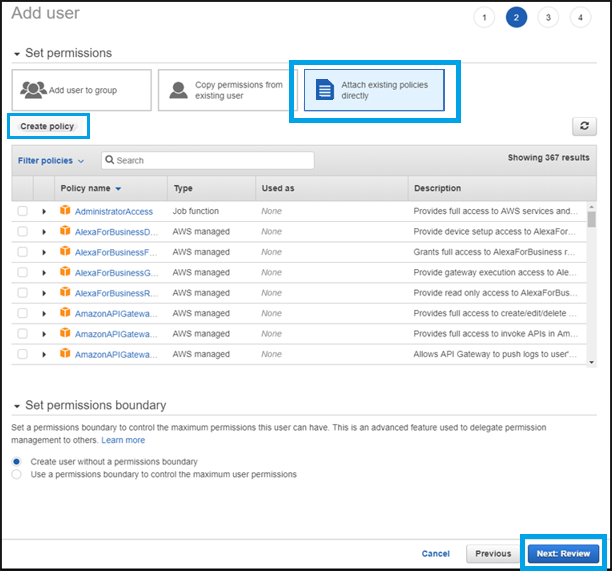 Add user
1 2 3 4
Set permissions
Add user to group
Copy permissions from
existing user
Attach existing policies
directly
Create policy
Filter policies
Search
Showing 367 results
Policy name Type Used as Description
AdministratorAccess Job function None Provides full access to AWS services and...
AlexaForBusinessD... AWS managed None Provide device setup access to AlexaFor...
AlexaForBusinessF... AWS managed None Grants full access to AlexaForBusiness r...
AlexaForBusinessG... AWS managed None Provide gateway execution access to Ale...
AlexaForBusinessR... AWS managed None Provide read only access to AlexaForBus...
AmazonAPIGatewa... AWS managed None Provides full access to create/edit/delete ...
AmazonAPIGatewa... AWS managed None Provides full access to invoke APIs in Am...
AmazonAPIGatewa... AWS managed None Allows API Gateway to push logs to user'...
Set permissions boundary
Set a permissions boundary to control the maximum permissions this user can have. This is an advanced feature used to delegate permission
management to others. Learn more
Create user without a permissions boundary
Use a permissions boundary to control the maximum user permissions
Cancel Previous Next: Review